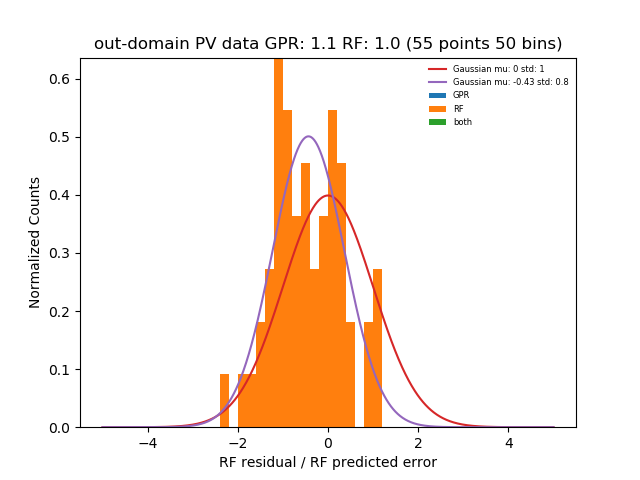 out-domain PV data GPR: 1.1 RF: 1.0 (55 points 50 bins)
Gaussian mu: 0 std: 1
Gaussian mu: -0.43 std: 0.8
GPR
RF
both
Normalized Counts
0.6
0.5
0.4
0.3
0.2
0.1
0.0
−4 −2 0 2 4
RF residual / RF predicted error